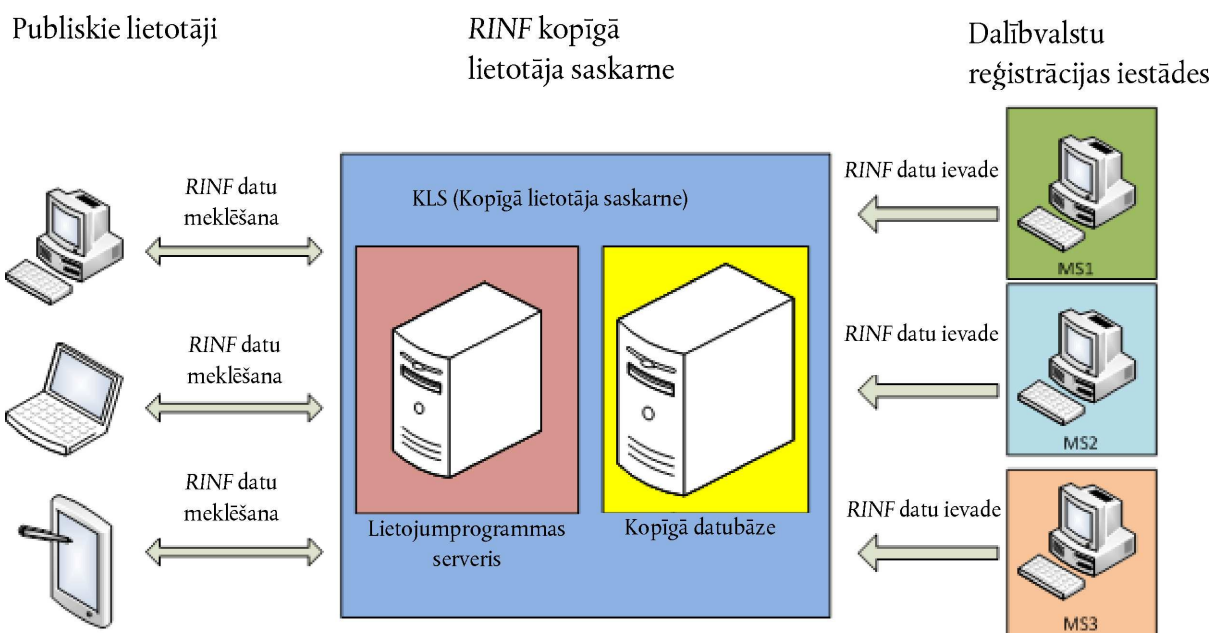 Publiskie lietotāji
RINF kopīgā
lietotāja saskarne
Dalībvalstu
reģistrācijas iestādes
RINF datu
meklēšana
RINF datu
meklēšana
RINF datu
meklēšana
KLS (Kopīgā lietotāja saskarne)
Lietojumprogrammas
serveris
Kopīgā datubāze
RINF datu ievade
MS1
RINF datu ievade
MS2
RINF datu ievade
MS3